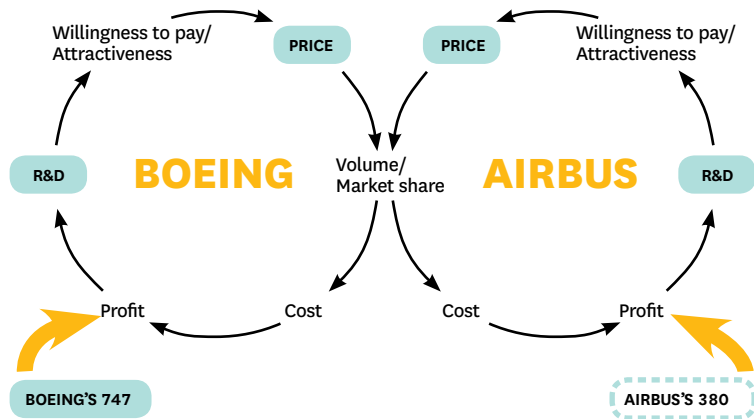 Willingness to pay/
Attractiveness
PRICE
PRICE
Willingness to pay/
Attractiveness
R&D
BOEING
Volume/
Market share
AIRBUS
R&D
Profit
Cost
Cost
Profit
BOEING'S 747
AIRBUS'S 380